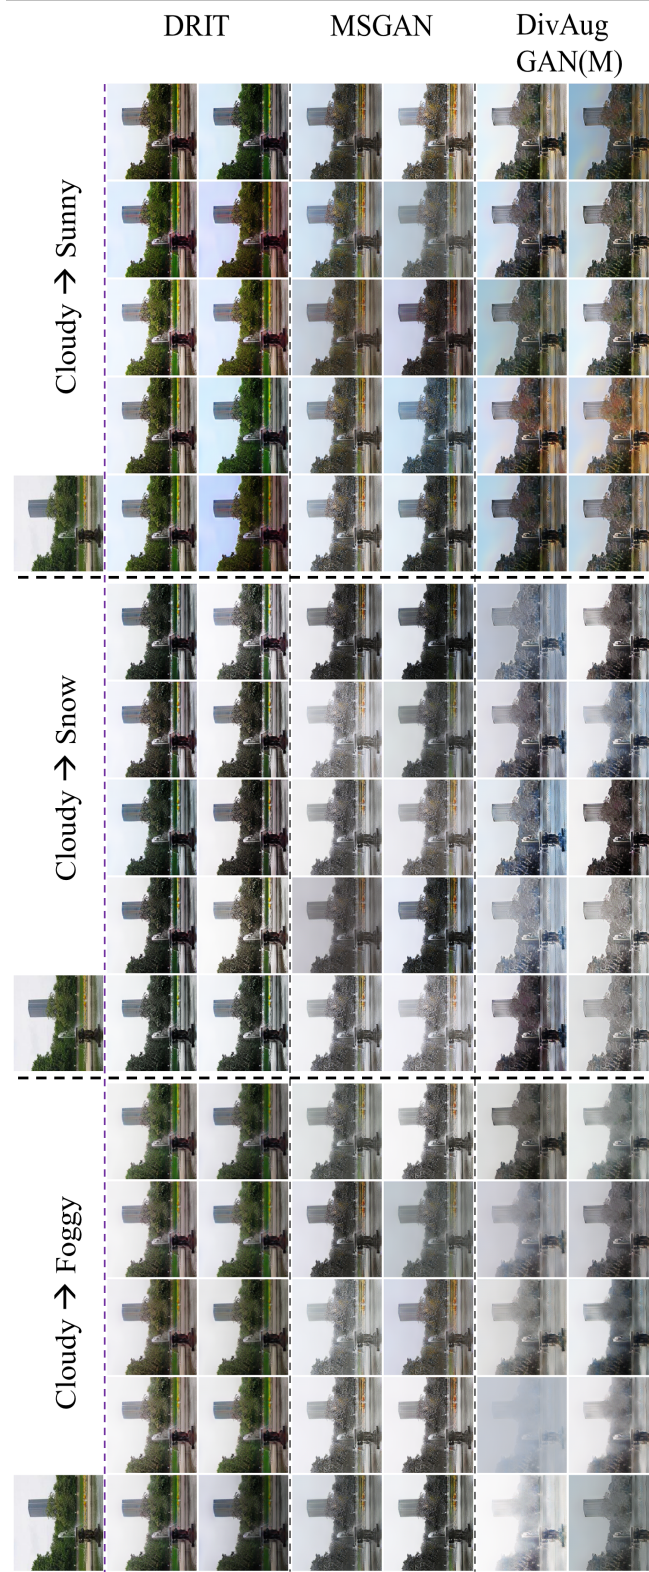 DRIT
MSGAN
DivAug
GAN(M)
Cloudy → Sunny
Cloudy → Snow
Cloudy → Foggy